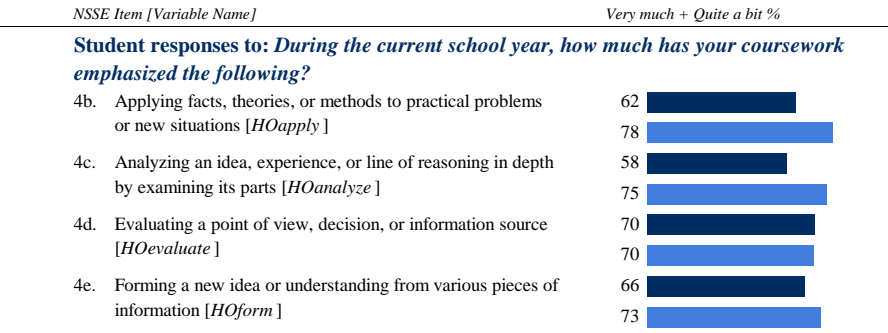 NSSE Item [Variable Name] Very much + Quite a bit %
Student responses to: During the current school year, how much has your coursework
emphasized the following?
4b. Applying facts, theories, or methods to practical problems 62
or new situations [HOapply ] 78
4c. Analyzing an idea, experience, or line of reasoning in depth 58
by examining its parts [HOanalyze ] 75
4d. Evaluating a point of view, decision, or information source 70
[HOevaluate ] 70
4e. Forming a new idea or understanding from various pieces of 66
information [HOform ] 73